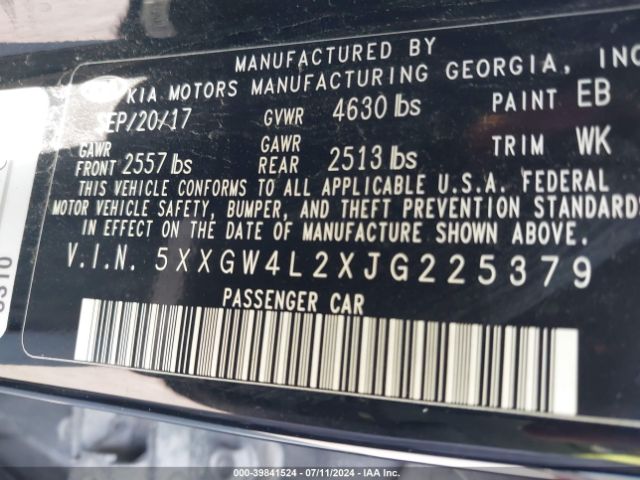 MANUFACTURED BY
KIA MOTORS MANUFACTURING GEORGIA, INC
SEP/20/17 GVWR 4630 lbs PAINT EB
GAWR FRONT 2557 lbs GAWR REAR 2513 lbs TRIM WK
THIS VEHICLE CONFORMS TO ALL APPLICABLE U.S.A. FEDERAL
MOTOR VEHICLE SAFETY, BUMPER, AND THEFT PREVENTION STANDARDS
IN EFFECT ON THE DATE OF MANUFACTURE SHOWN ABOVE.
V.I.N. 5XXGW4L2XJG225379
PASSENGER CAR
000-39841524 - 07/11/2024 - IAA Inc.